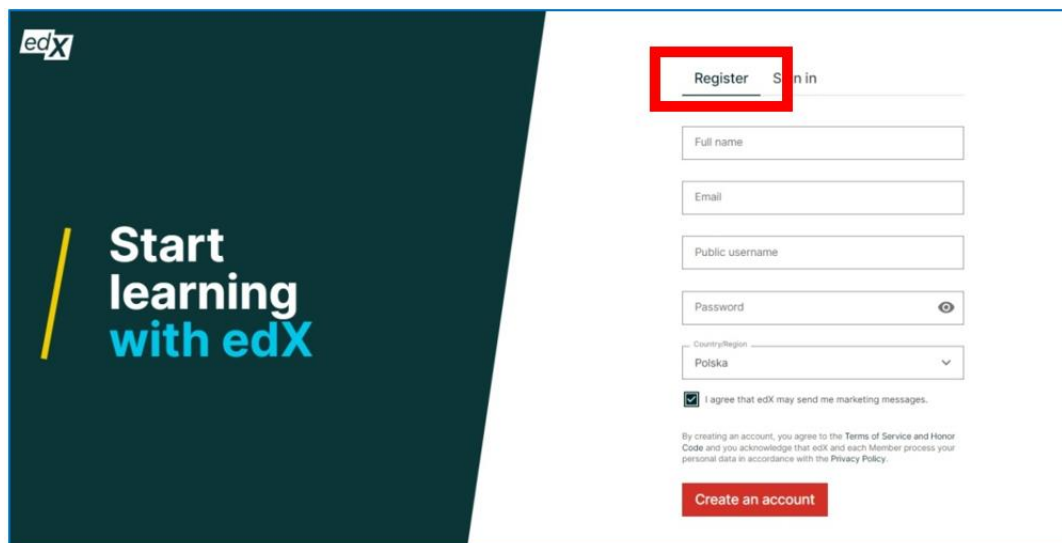 edX
Register
in
Full name
Email
Start
learning
with edX
Public username
Password
Country/Region
Polska
I agree that edX may send me marketing messages.
By creating an account, you agree to the Terms of Service and Honor
Code and you acknowledge that edX and each Member process your
personal data in accordance with the Privacy Policy.
Create an account